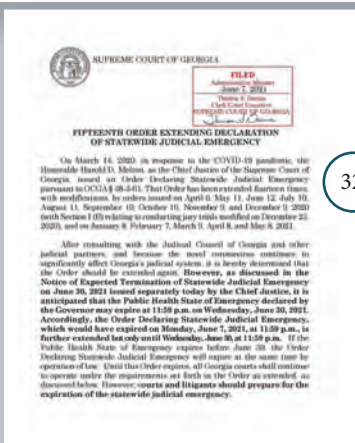 SUPREME COURT OF GEORGIA
FILED
Administrative Minutes
June 7, 2021
Clerk/Court Executive
SUPREME COURT OF GEORGIA
FIFTEENTH ORDER EXTENDING DECLARATION
OF STATEWIDE JUDICIAL EMERGENCY
On March 14, 2020, in response to the COVID-19 pandemic, the
Honorable Harold D. Melton, as the Chief Justice of the Supreme Court of
Georgia, issued an Order Declaring Statewide Judicial Emergency
pursuant to OCGA § 38-3-61. That Order has been extended fourteen times,
with modifications, by orders issued on April 6, May 11, June 12, July 10,
August 11, September 10, October 10, November 9, and December 9, 2020
(with Section I (B) relating to conducting jury trials modified on December 23,
2020), and on January 8, February 7, March 9, April 8, and May 8, 2021.
After consulting with the Judicial Council of Georgia and other
judicial partners, and because the novel coronavirus continues to
significantly affect Georgia's judicial system, it is hereby determined that
the Order should be extended again. However, as discussed in the
Notice of Expected Termination of Statewide Judicial Emergency
on June 30, 2021 issued separately today by the Chief Justice, it is
anticipated that the Public Health State of Emergency declared by
the Governor may expire at 11:59 p.m. on Wednesday, June 30, 2021.
Accordingly, the Order Declaring Statewide Judicial Emergency,
which would have expired on Monday, June 7, 2021, at 11:59 p.m., is
further extended but only until Wednesday, June 30, at 11:59 p.m. If the
Public Health State of Emergency expires before June 30, the Order
Declaring Statewide Judicial Emergency will expire at the same time by
operation of law. Until this Order expires, all Georgia courts shall continue
to operate under the requirements set forth in the Order as extended, as
discussed below. However, courts and litigants should prepare for the
expiration of the statewide judicial emergency.
32